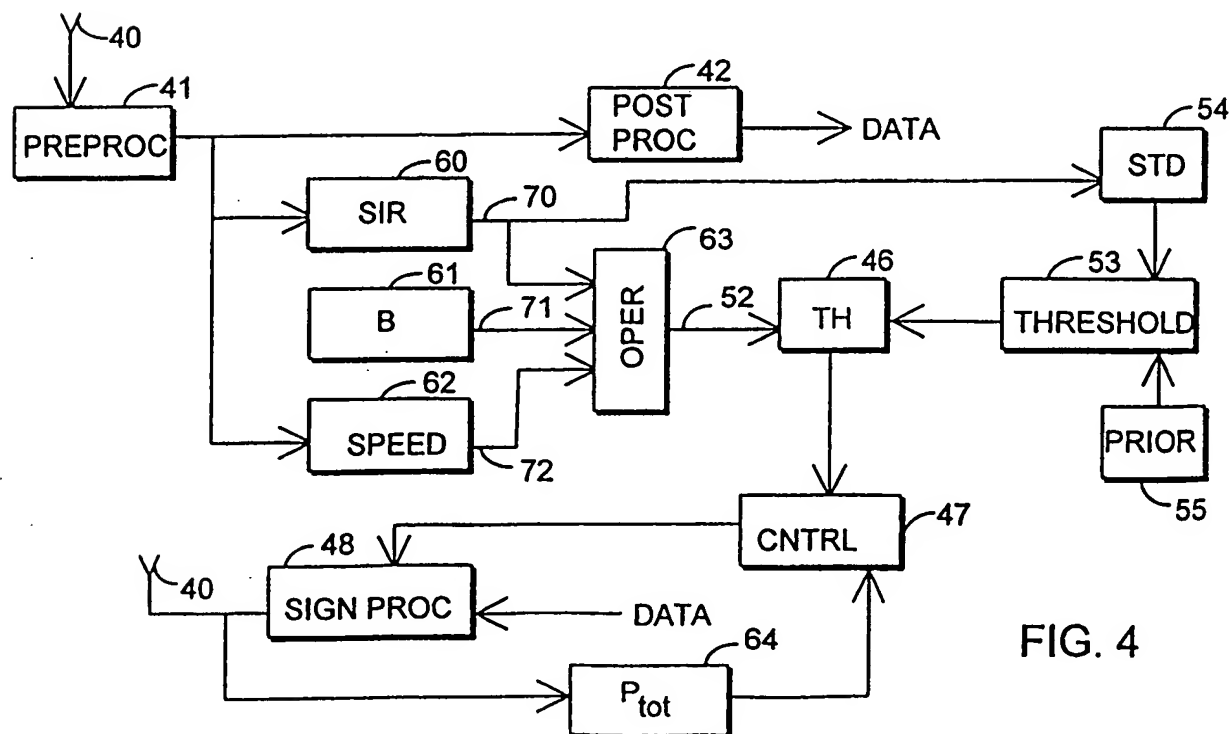 40
41
PREPROC
42
POST
PROC
DATA
54
STD
60
SIR
70
63
OPER
61
B
71
52
46
TH
53
THRESHOLD
62
SPEED
72
PRIOR
55
47
CNTRL
40
48
SIGN PROC
DATA
64
Ptot
FIG. 4